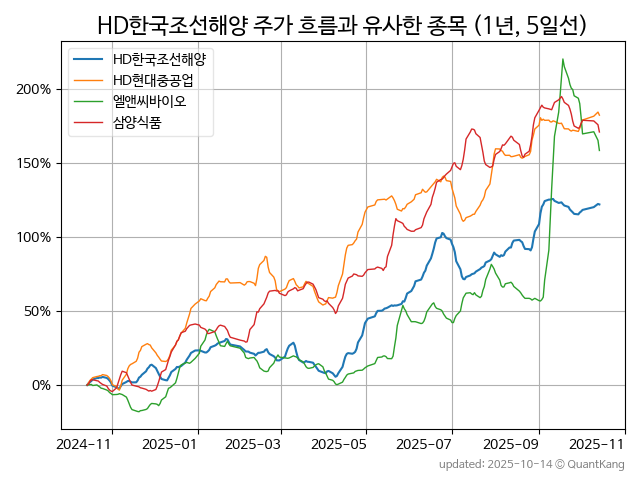 HD한국조선해양 주가 흐름과 유사한 종목 (1년, 5일선)
HD한국조선해양
HD현대중공업
엘앤씨바이오
삼양식품
200%
150%
100%
50%
0%
2024-11 2025-01 2025-03 2025-05 2025-07 2025-09 2025-11
updated: 2025-10-14 © QuantKang